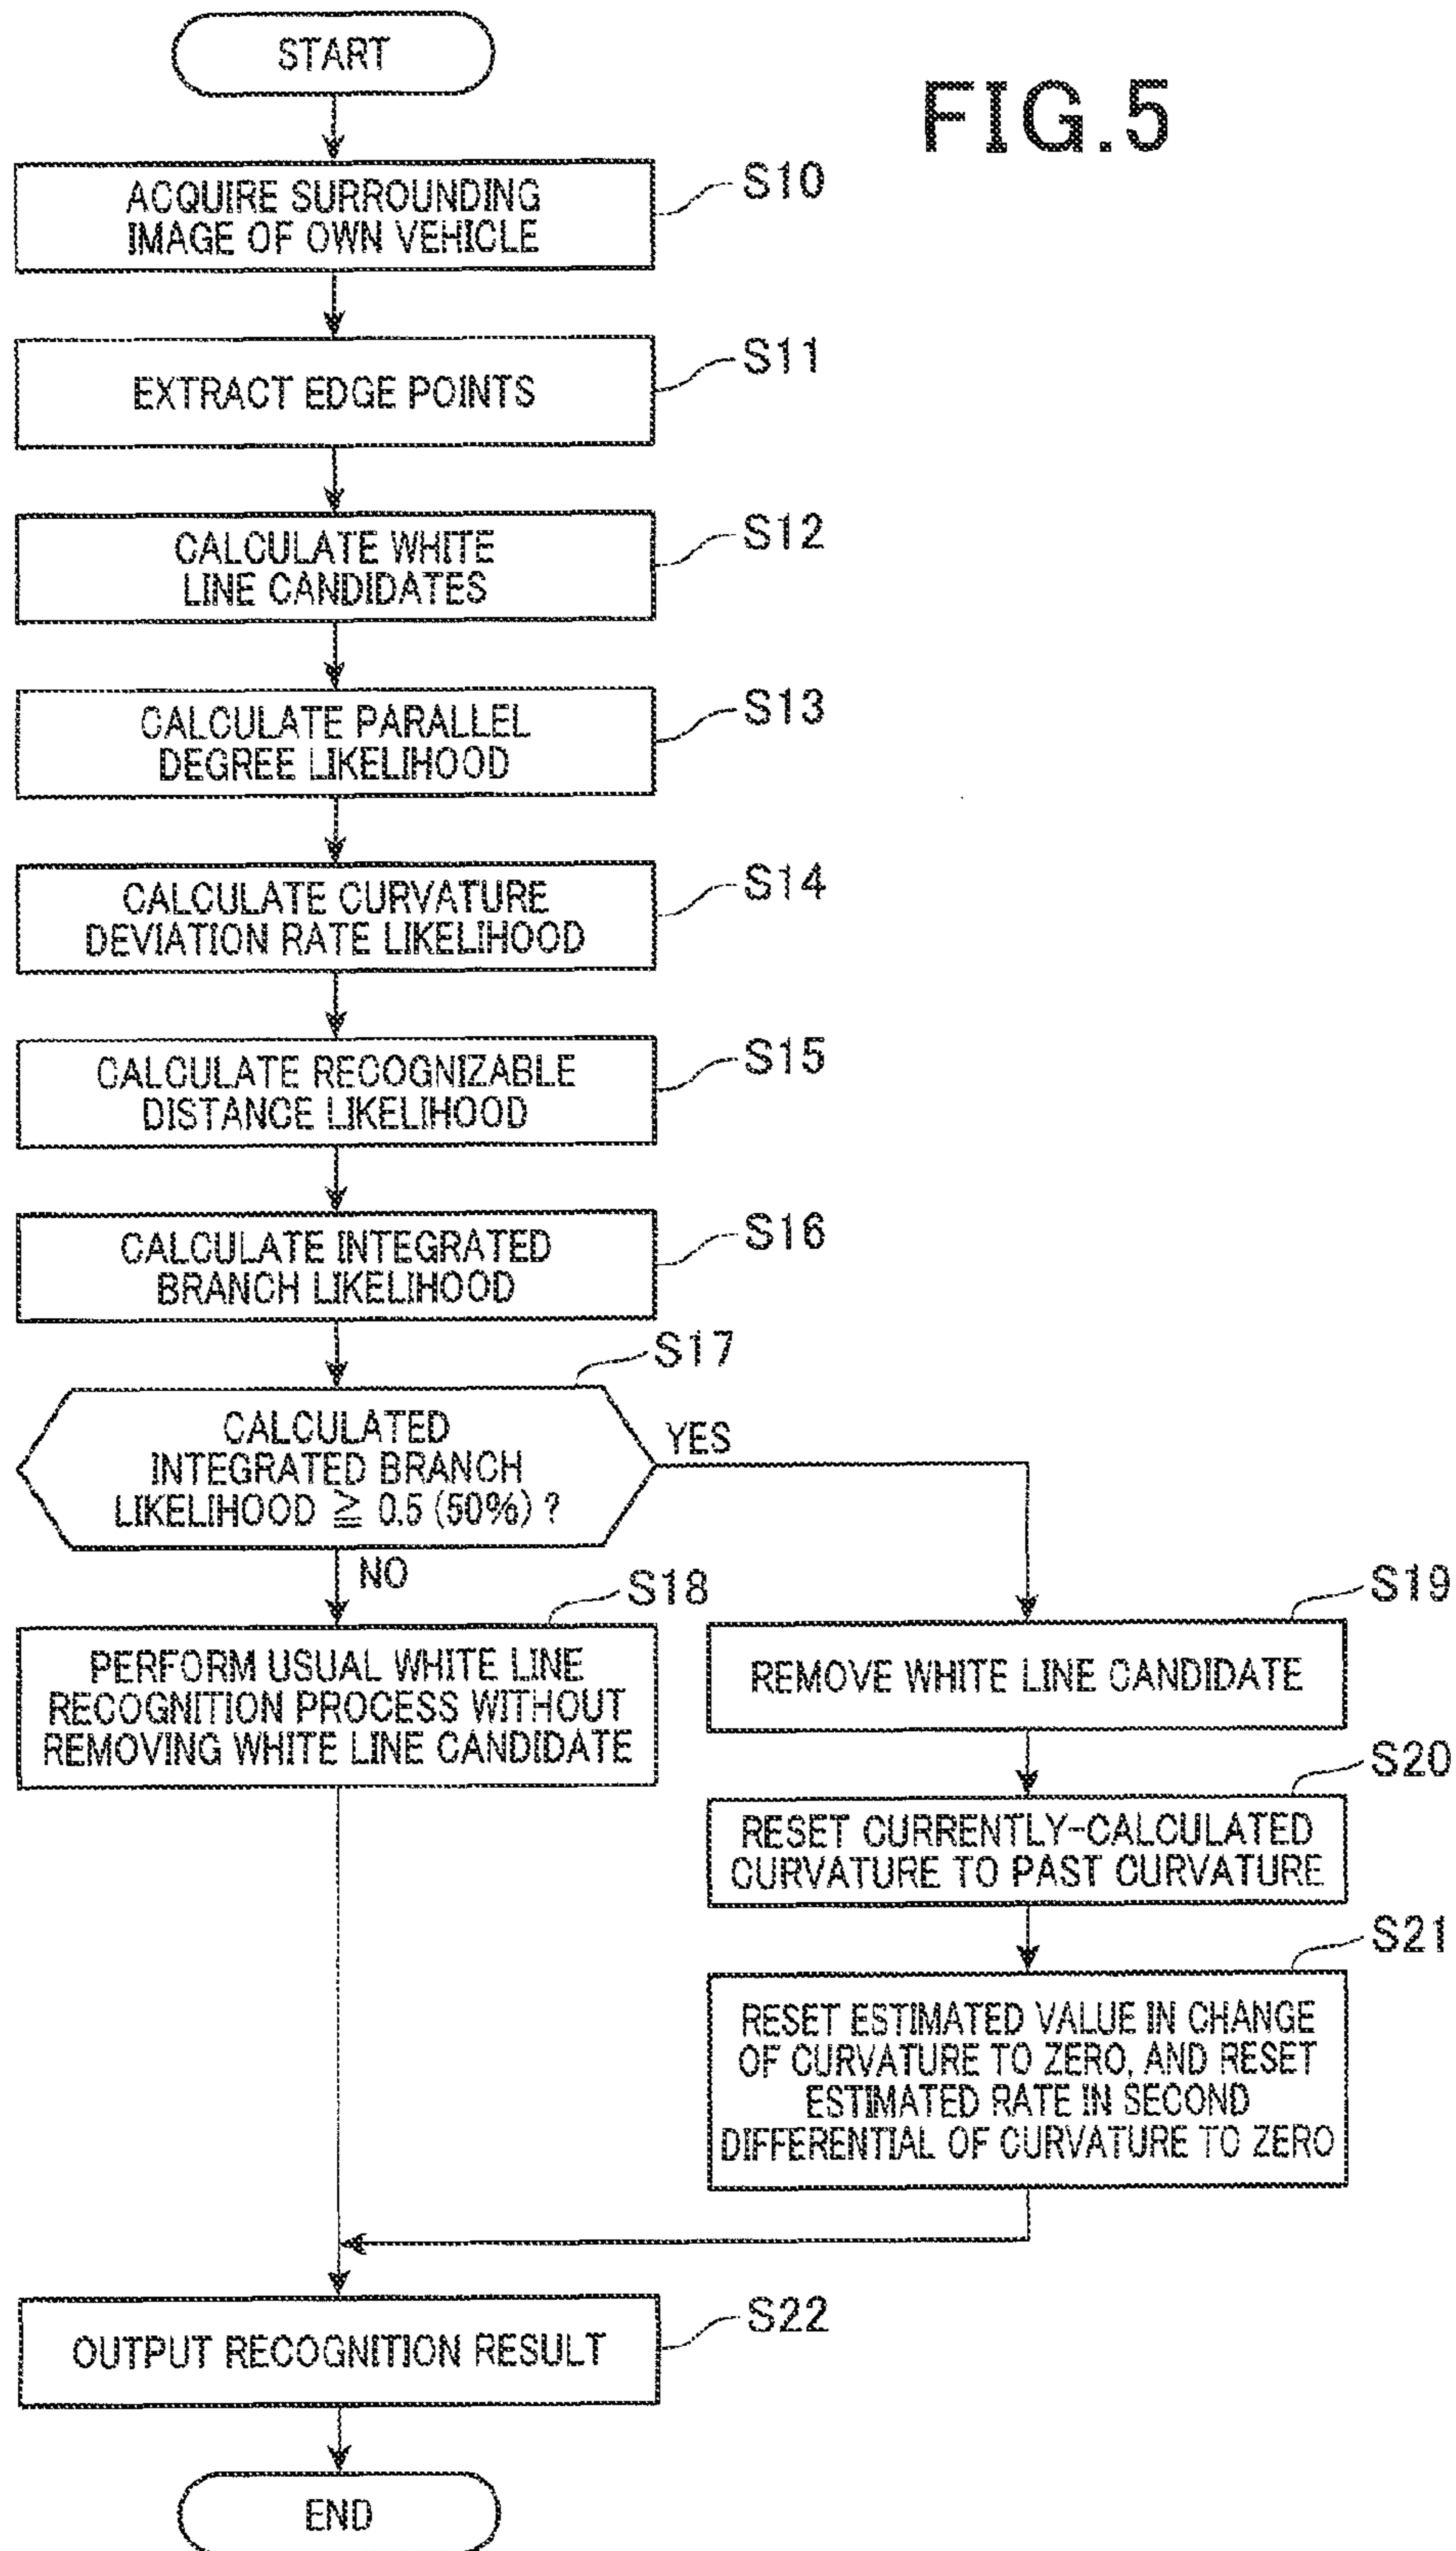 FIG.5
START
ACQUIRE SURROUNDING
IMAGE OF OWN VEHICLE
S10
EXTRACT EDGE POINTS
S11
CALCULATE WHITE
LINE CANDIDATES
S12
CALCULATE PARALLEL
DEGREE LIKELIHOOD
S13
CALCULATE CURVATURE
DEVIATION RATE LIKELIHOOD
S14
CALCULATE RECOGNIZABLE
DISTANCE LIKELIHOOD
S15
CALCULATE INTEGRATED
BRANCH LIKELIHOOD
S16
S17
CALCULATED
INTEGRATED BRANCH
LIKELIHOOD ≧ 0.5 (50%) ?
YES
NO
S18
PERFORM USUAL WHITE LINE
RECOGNITION PROCESS WITHOUT
REMOVING WHITE LINE CANDIDATE
S19
REMOVE WHITE LINE CANDIDATE
S20
RESET CURRENTLY-CALCULATED
CURVATURE TO PAST CURVATURE
S21
RESET ESTIMATED VALUE IN CHANGE
OF CURVATURE TO ZERO, AND RESET
ESTIMATED RATE IN SECOND
DIFFERENTIAL OF CURVATURE TO ZERO
OUTPUT RECOGNITION RESULT
S22
END